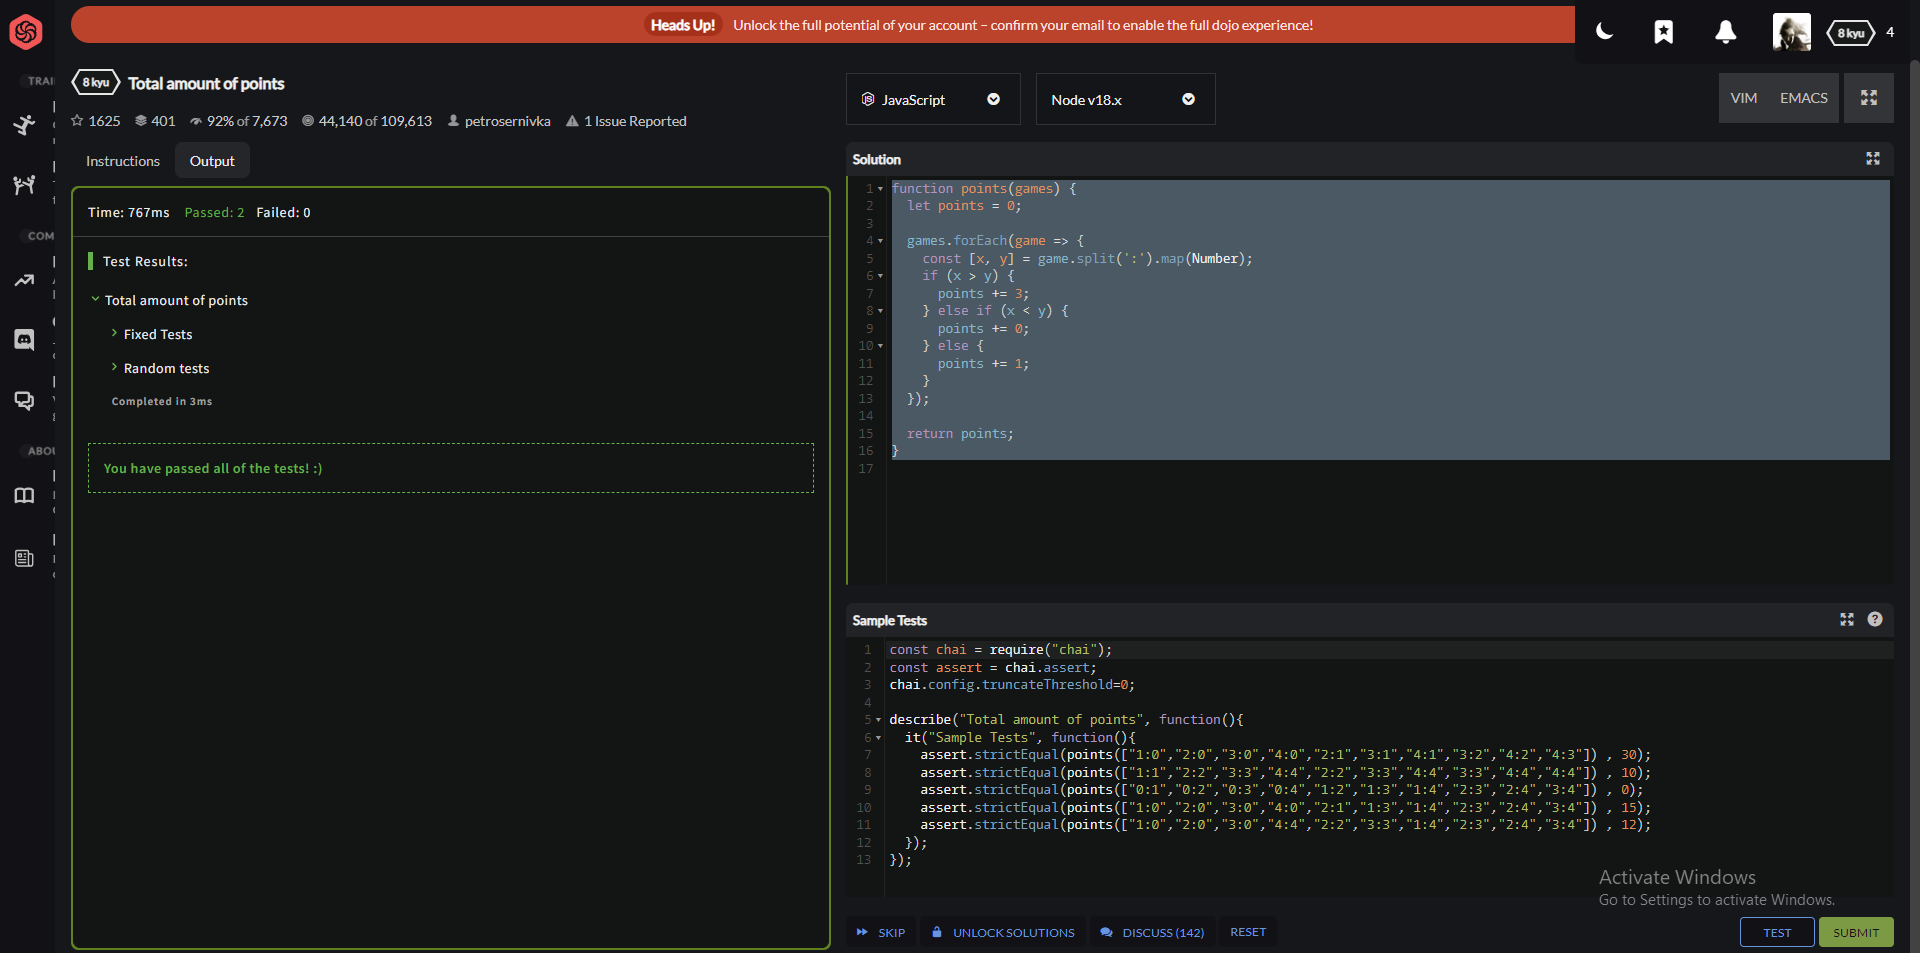 Heads Up! Unlock the full potential of your account – confirm your email to enable the full dojo experience!
8 kyu 4
TRAI
8 kyu Total amount of points
1625 401 92% of 7,673 44,140 of 109,613 petrosernivka 1 Issue Reported
Instructions Output
Time: 767ms Passed: 2 Failed: 0
Test Results:
Total amount of points
Fixed Tests
Random tests
Completed in 3ms
You have passed all of the tests! :)
COM
ABOU
JavaScript Node v18.x VIM EMACS
Solution
1 function points(games) {
2 let points = 0;
3
4 games.forEach(game => {
5 const [x, y] = game.split(':').map(Number);
6 if (x > y) {
7 points += 3;
8 } else if (x < y) {
9 points += 0;
10 } else {
11 points += 1;
12 }
13 });
14
15 return points;
16 }
17
Sample Tests
1 const chai = require("chai");
2 const assert = chai.assert;
3 chai.config.truncateThreshold=0;
4
5 describe("Total amount of points", function(){
6 it("Sample Tests", function(){
7 assert.strictEqual(points(["1:0","2:0","3:0","4:0","2:1","3:1","4:1","3:2","4:2","4:3"]) , 30);
8 assert.strictEqual(points(["1:1","2:2","3:3","4:4","2:2","3:3","4:4","3:3","4:4","4:4"]) , 10);
9 assert.strictEqual(points(["0:1","0:2","0:3","0:4","1:2","1:3","1:4","2:3","2:4","3:4"]) , 0);
10 assert.strictEqual(points(["1:0","2:0","3:0","4:0","2:1","1:3","1:4","2:3","2:4","3:4"]) , 15);
11 assert.strictEqual(points(["1:0","2:0","3:0","4:4","2:2","3:3","1:4","2:3","2:4","3:4"]) , 12);
12 });
13 });
Activate Windows
Go to Settings to activate Windows.
SKIP UNLOCK SOLUTIONS DISCUSS (142) RESET TEST SUBMIT